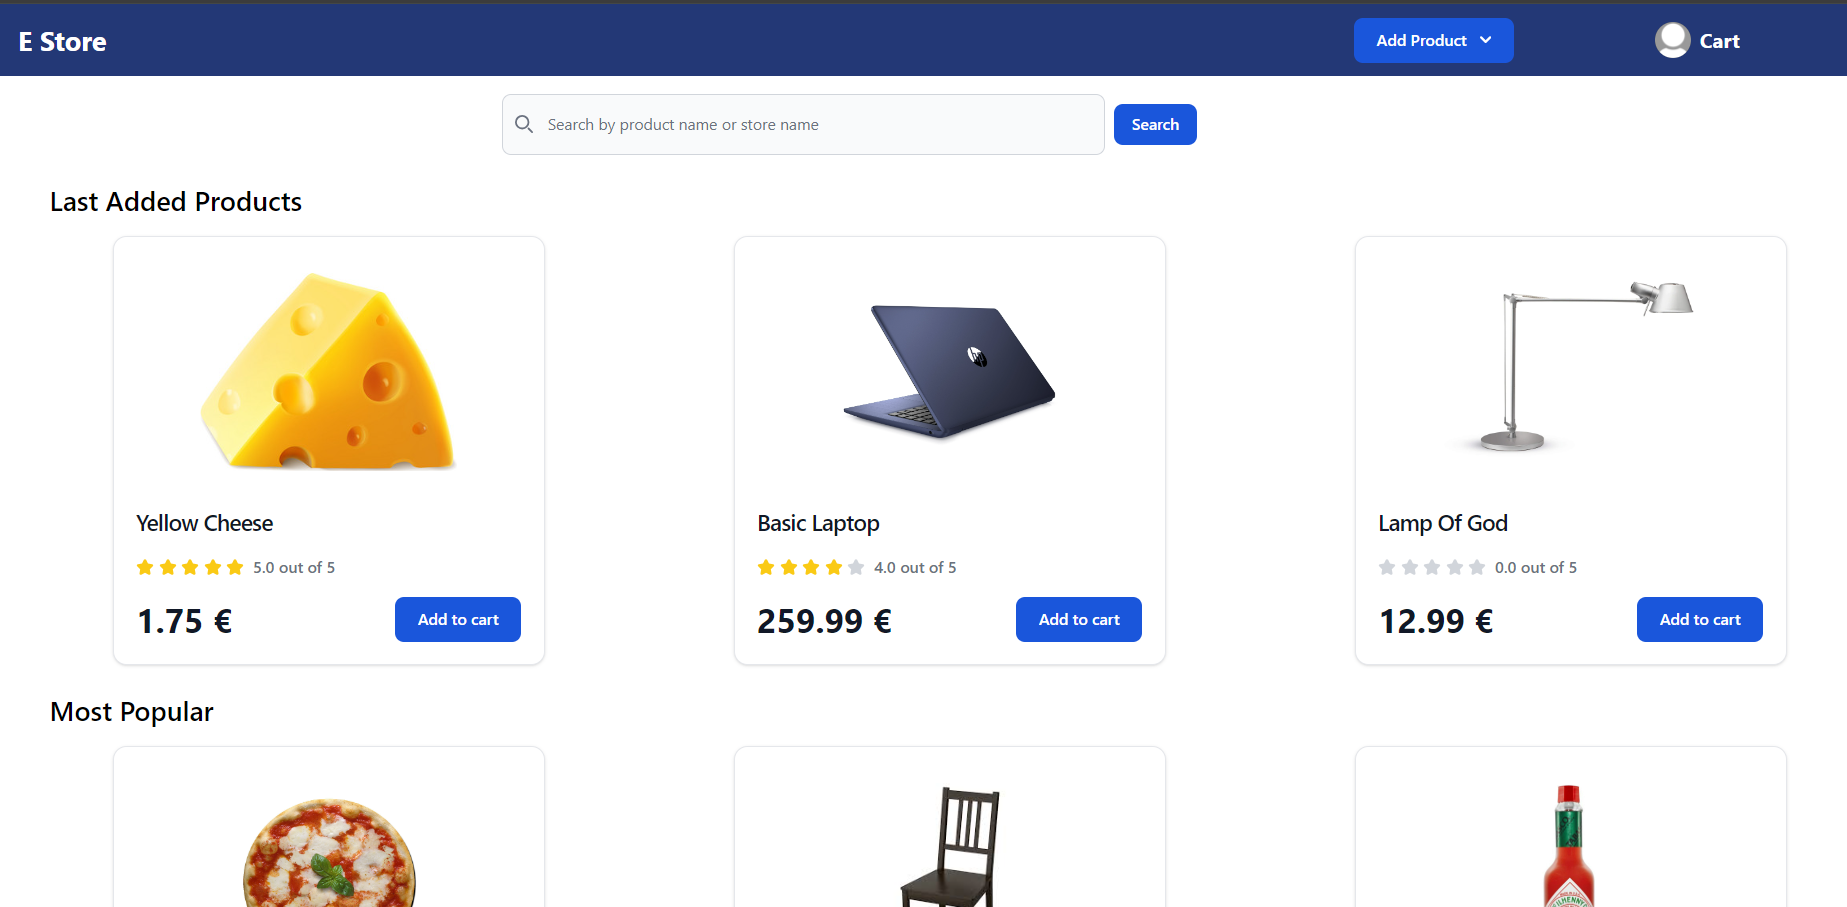 E Store
Add Product
Cart
Search by product name or store name
Search
Last Added Products
Yellow Cheese
5.0 out of 5
1.75 €
Add to cart
Basic Laptop
4.0 out of 5
259.99 €
Add to cart
Lamp Of God
0.0 out of 5
12.99 €
Add to cart
Most Popular